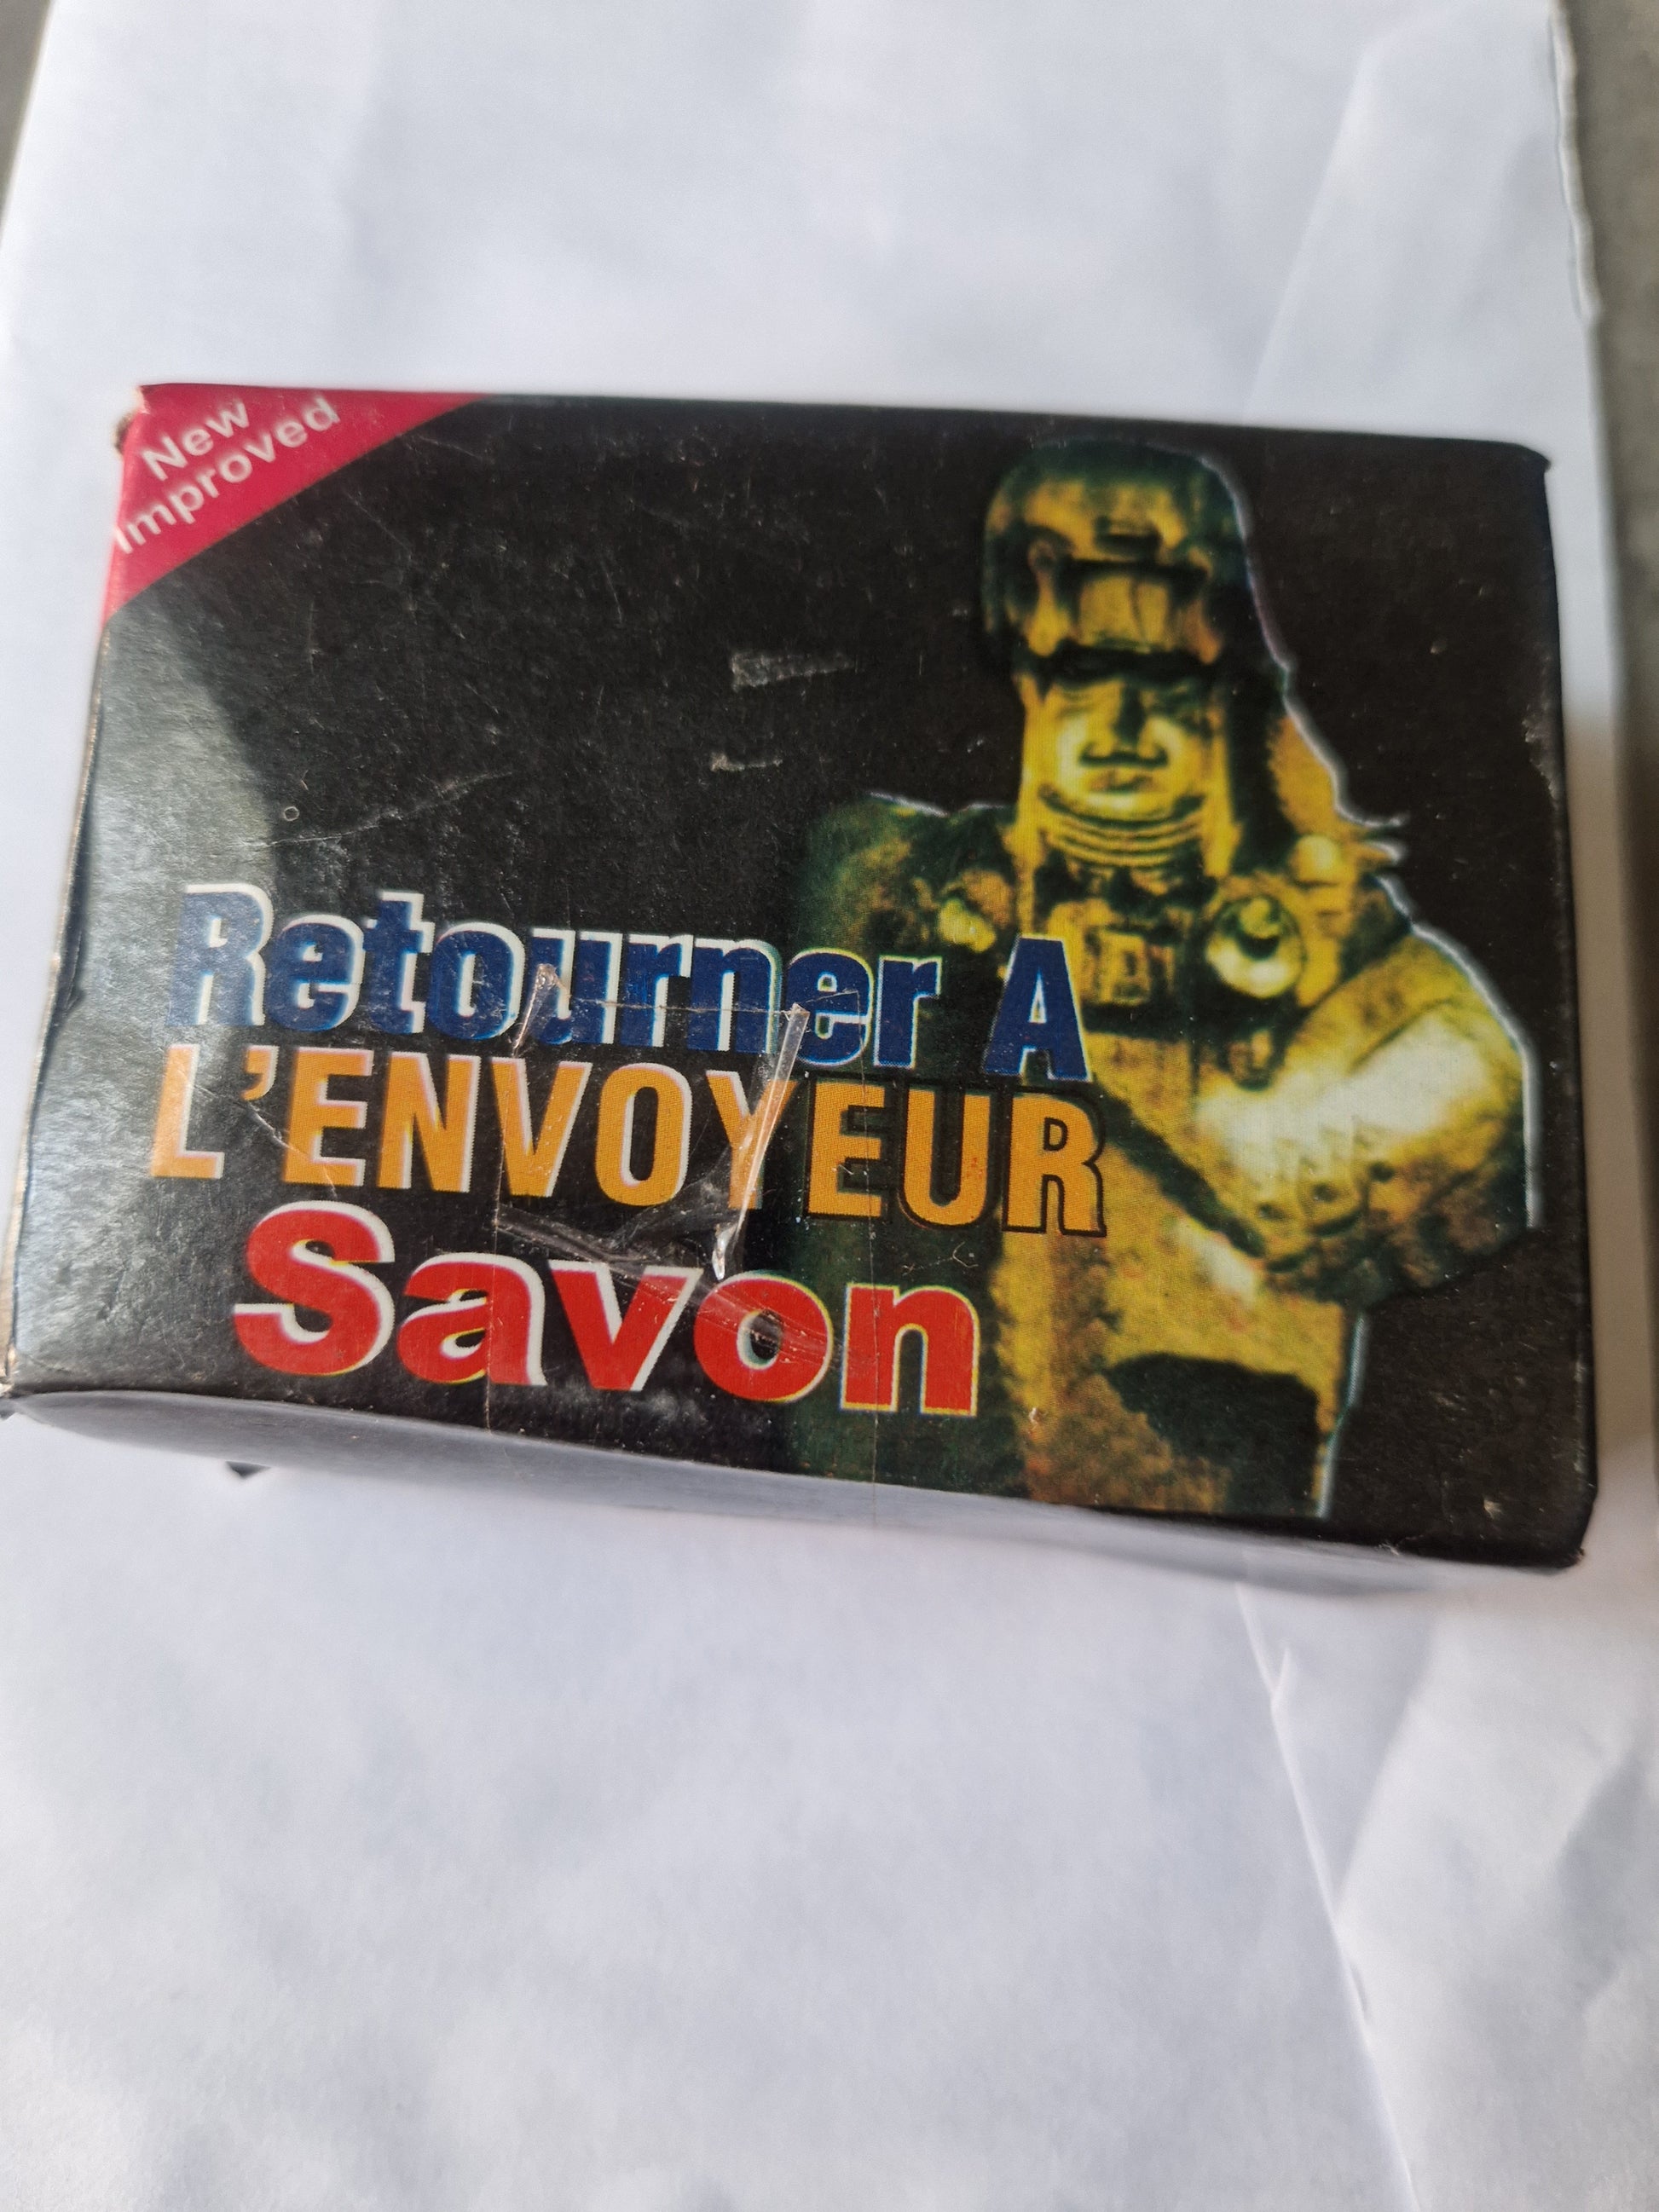 New
Improved
Retourner A
L'ENVOYEUR
Savon